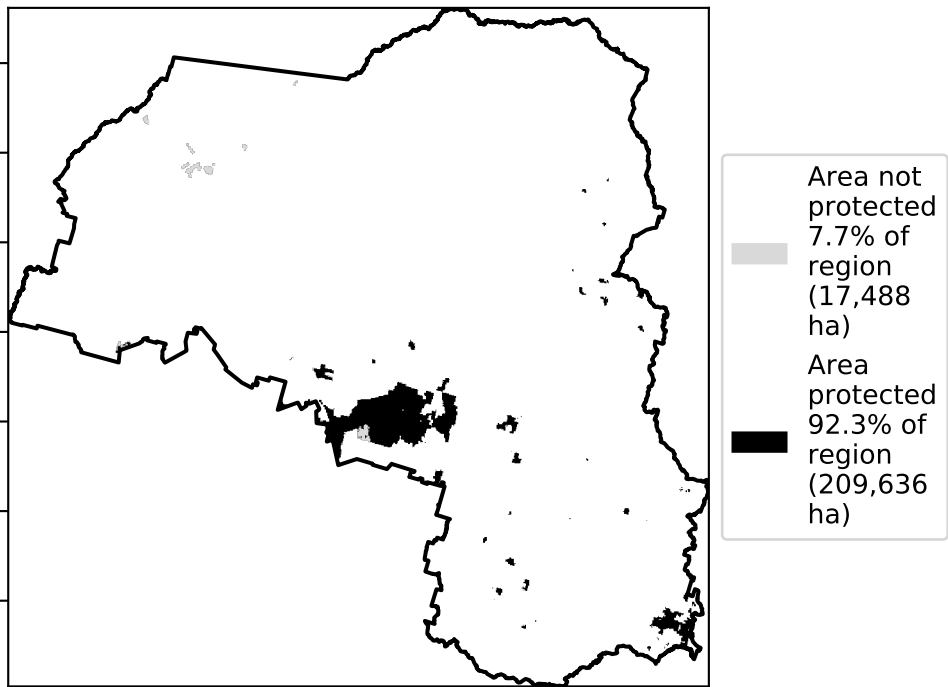 Area not
protected
7.7% of
region
(17,488
ha)
Area
protected
92.3% of
region
(209,636
ha)